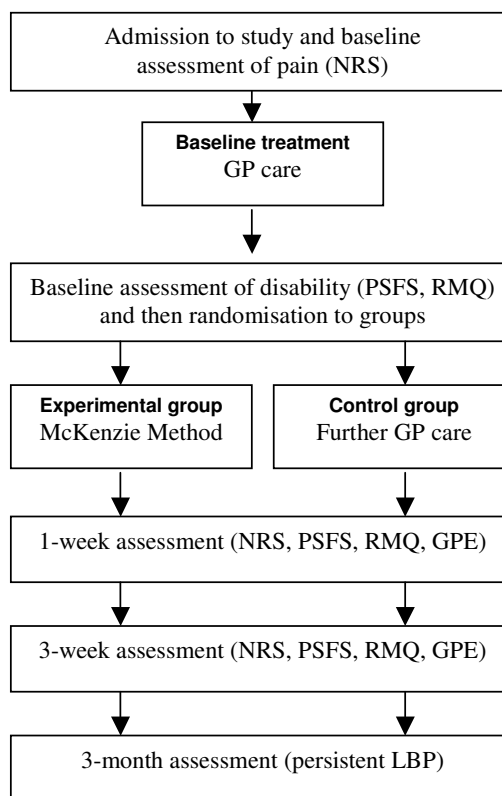 Admission to study and baseline
assessment of pain (NRS)
Baseline treatment
GP care
Baseline assessment of disability (PSFS, RMQ)
and then randomisation to groups
Experimental group
McKenzie Method
Control group
Further GP care
1-week assessment (NRS, PSFS, RMQ, GPE)
3-week assessment (NRS, PSFS, RMQ, GPE)
3-month assessment (persistent LBP)